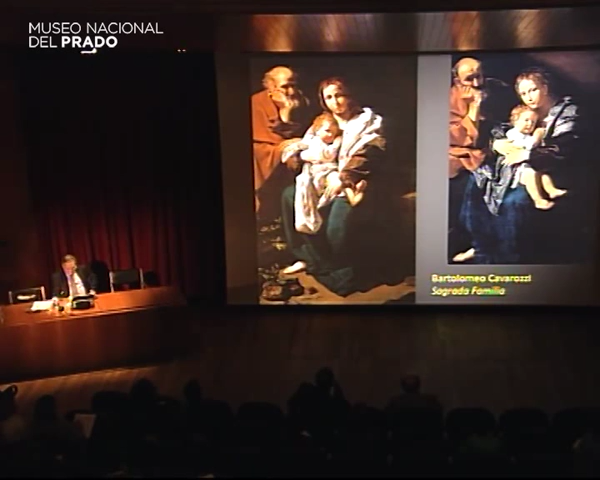 MUSEO NACIONAL
DEL PRADO
Bartolomeo Cavarozzi
Sagrada Familia